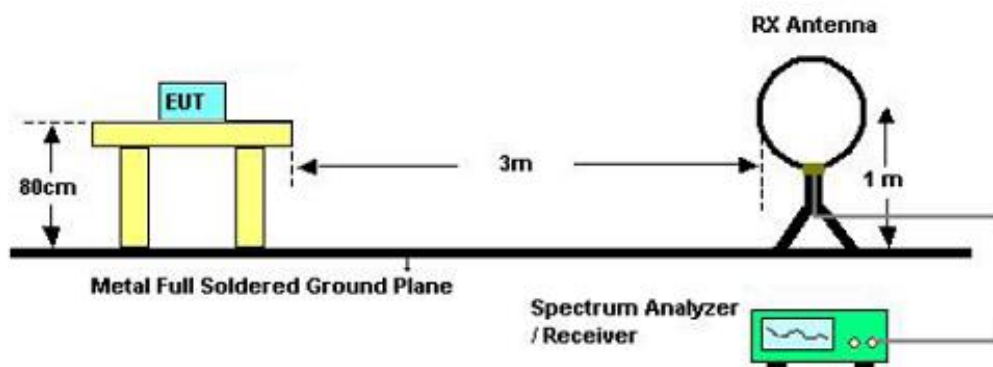 RX Antenna
EUT
80cm
3m
1 m
Metal Full Soldered Ground Plane
Spectrum Analyzer
/ Receiver